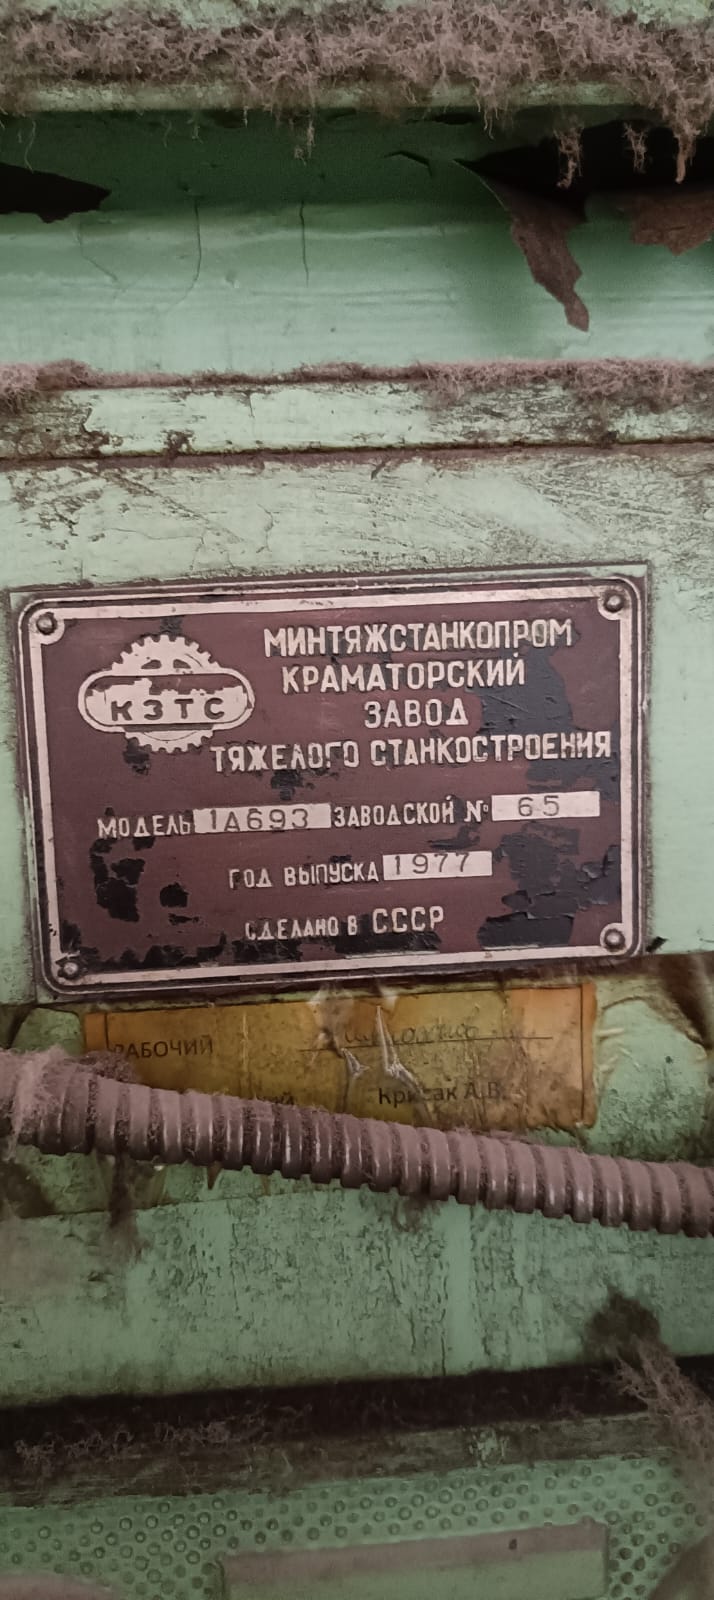 КЗТС
МИНТЯЖСТАНКОПРОМ
КРАМАТОРСКИЙ
ЗАВОД
ТЯЖЕЛОГО СТАНКОСТРОЕНИЯ
МОДЕЛЬ 1А693 ЗАВОДСКОЙ № 65
ГОД ВЫПУСКА 1977
СДЕЛАНО В СССР
РАБОЧИЙ
А.В.